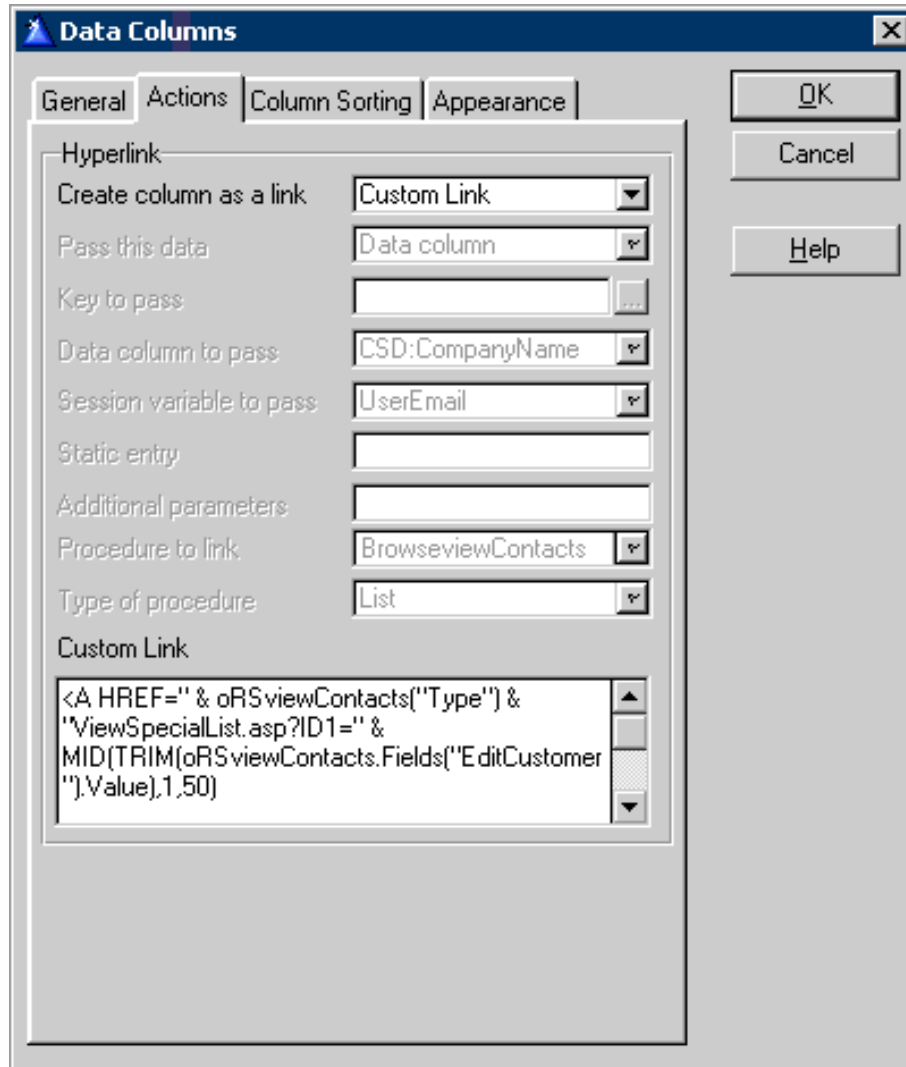 Data Columns
General Actions Column Sorting Appearance
OK
Cancel
Help
Hyperlink
Create column as a link Custom Link
Pass this data Data column
Key to pass ...
Data column to pass CSD:CompanyName
Session variable to pass UserEmail
Static entry
Additional parameters
Procedure to link BrowseviewContacts
Type of procedure List
Custom Link
<A HREF=" & oRSviewContacts("Type") &
"ViewSpecialList.asp?ID1=" &
MID(TRIM(oRSviewContacts.Fields("EditCustomer
").Value),1,50)